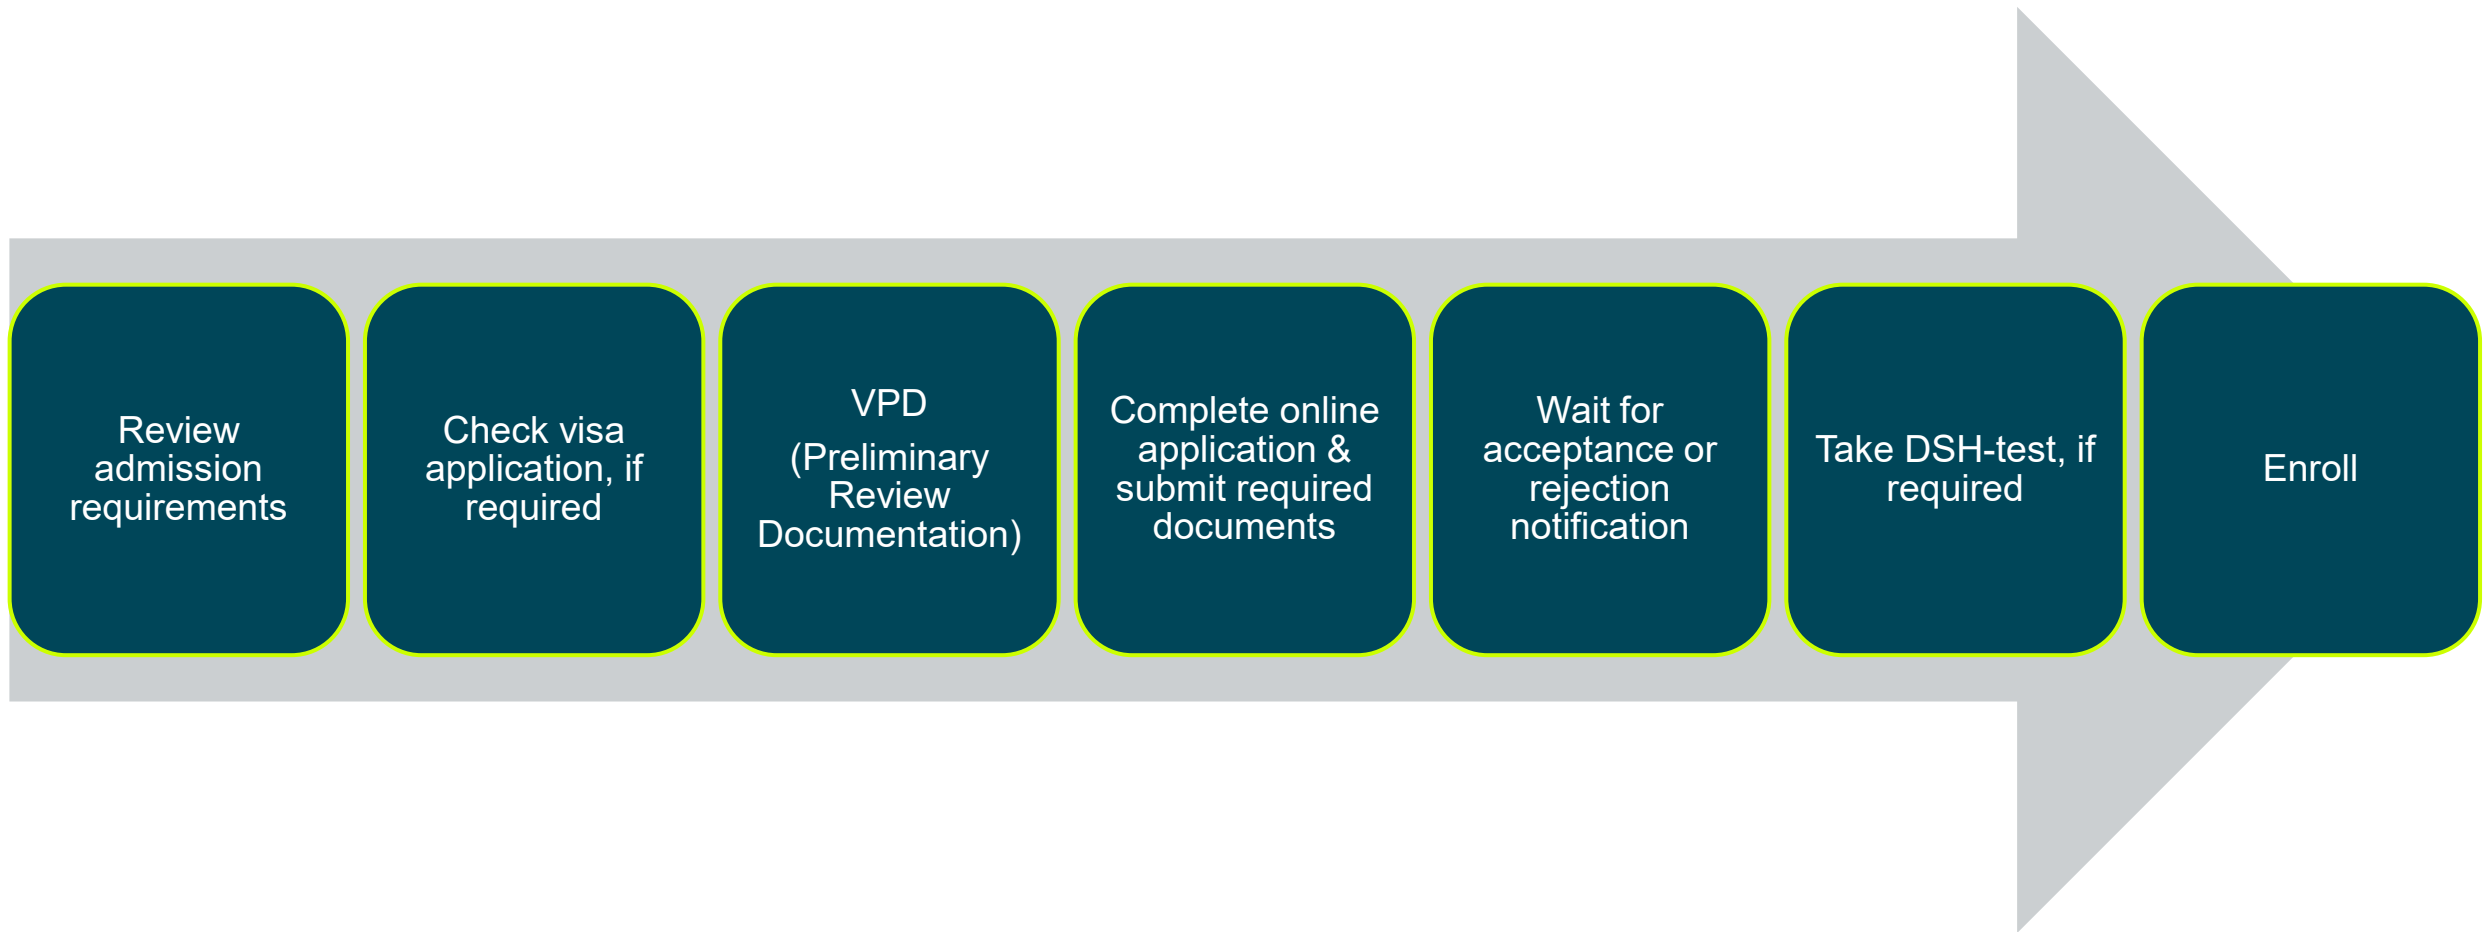 Review
admission
requirements
Check visa
application, if
required
VPD
(Preliminary
Review
Documentation)
Complete online
application &
submit required
documents
Wait for
acceptance or
rejection
notification
Take DSH-test, if
required
Enroll